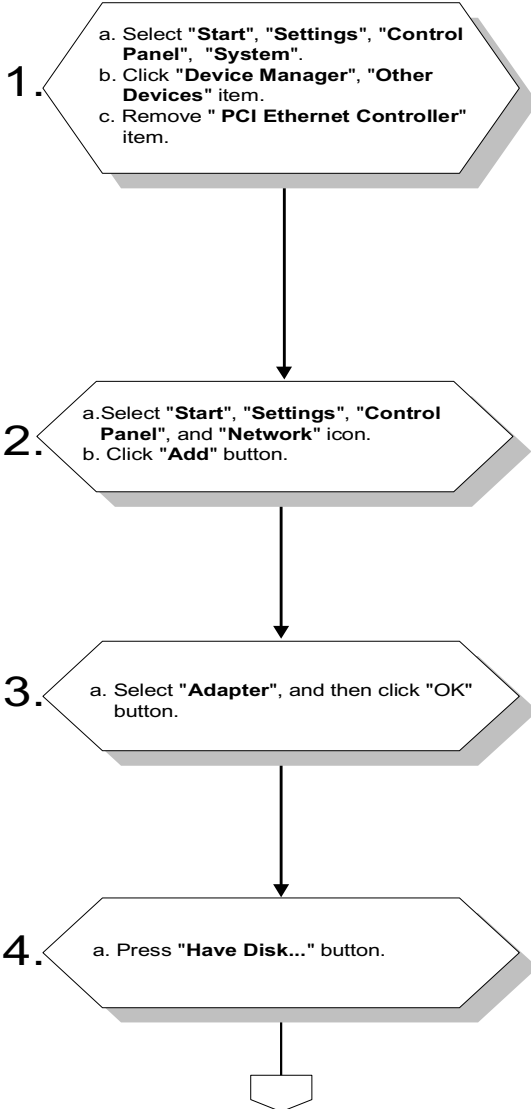 1.
a. Select "Start", "Settings", "Control
Panel", "System".
b. Click "Device Manager", "Other
Devices" item.
c. Remove " PCI Ethernet Controller"
item.
2.
a.Select "Start", "Settings", "Control
Panel", and "Network" icon.
b. Click "Add" button.
3.
a. Select "Adapter", and then click "OK"
button.
4.
a. Press "Have Disk..." button.